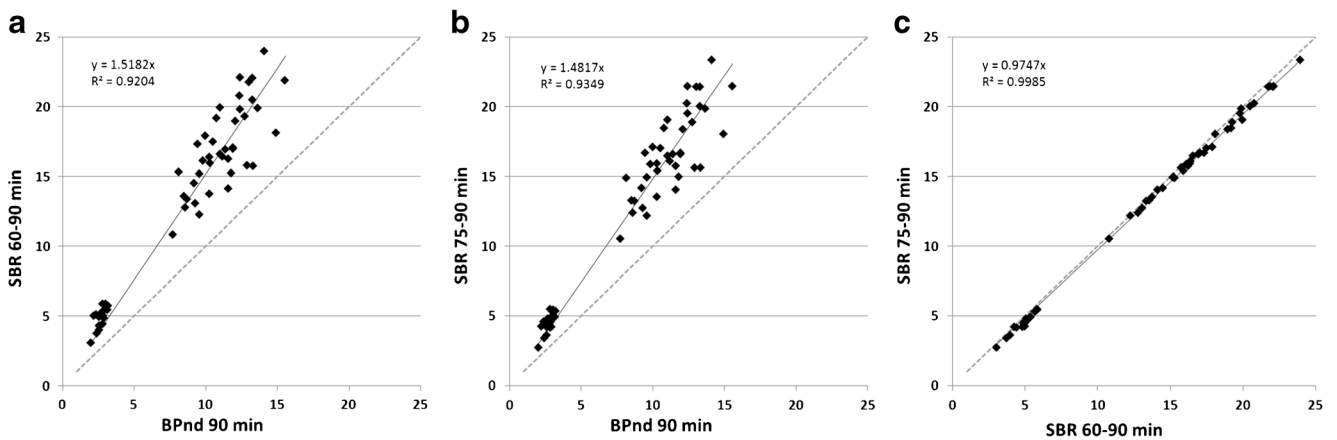 a
SBR 60-90 min
25
20
15
10
5
0
y = 1.5182x
R² = 0.9204
0 5 10 15 20 25
BPnd 90 min
b
SBR 75-90 min
25
20
15
10
5
0
y = 1.4817x
R² = 0.9349
0 5 10 15 20 25
BPnd 90 min
c
SBR 75-90 min
25
20
15
10
5
0
y = 0.9747x
R² = 0.9985
0 5 10 15 20 25
SBR 60-90 min